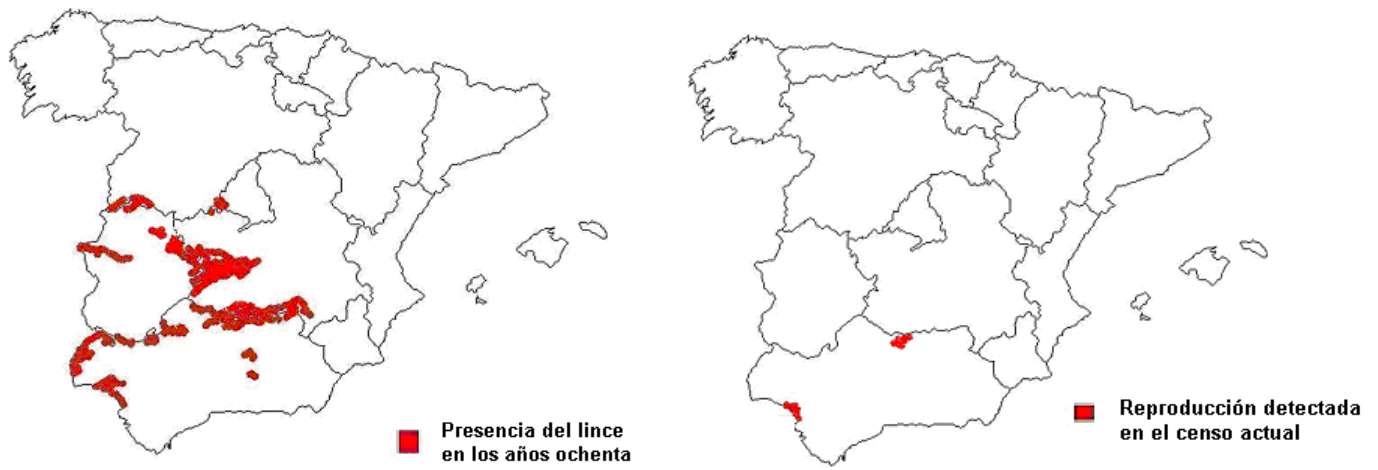 Presencia del lince
en los años ochenta
Reproducción detectada
en el censo actual